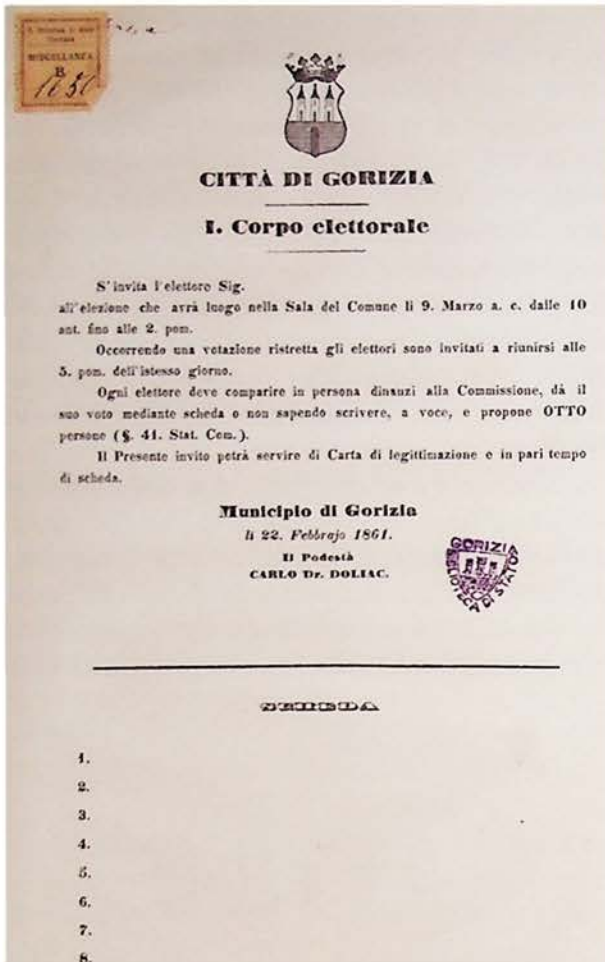 MISCELLANEA
B
CITTÀ DI GORIZIA
I. Corpo elettorale
S'invita l'elettore Sig.
all'elezione che avrà luogo nella Sala del Comune li 9. Marzo a. c. dalle 10
ant. fino alle 2. pom.
Occorrendo una votazione ristretta gli elettori sono invitati a riunirsi alle
5. pom. dell'istesso giorno.
Ogni elettore deve comparire in persona dinanzi alla Commissione, dà il
suo voto mediante scheda o non sapendo scrivere, a voce, e propone OTTO
persone (§. 41. Stat. Com.).
Il Presente invito potrà servire di Carta di legittimazione e in pari tempo
di scheda.
Municipio di Gorizia
li 22. Febbrajo 1861.
Il Podestà
CARLO Dr. DOLIAC.
GORIZIA
BIBLIOTECA DI STATO
SCHEDA
1.
2.
3.
4.
5.
6.
7.
8.